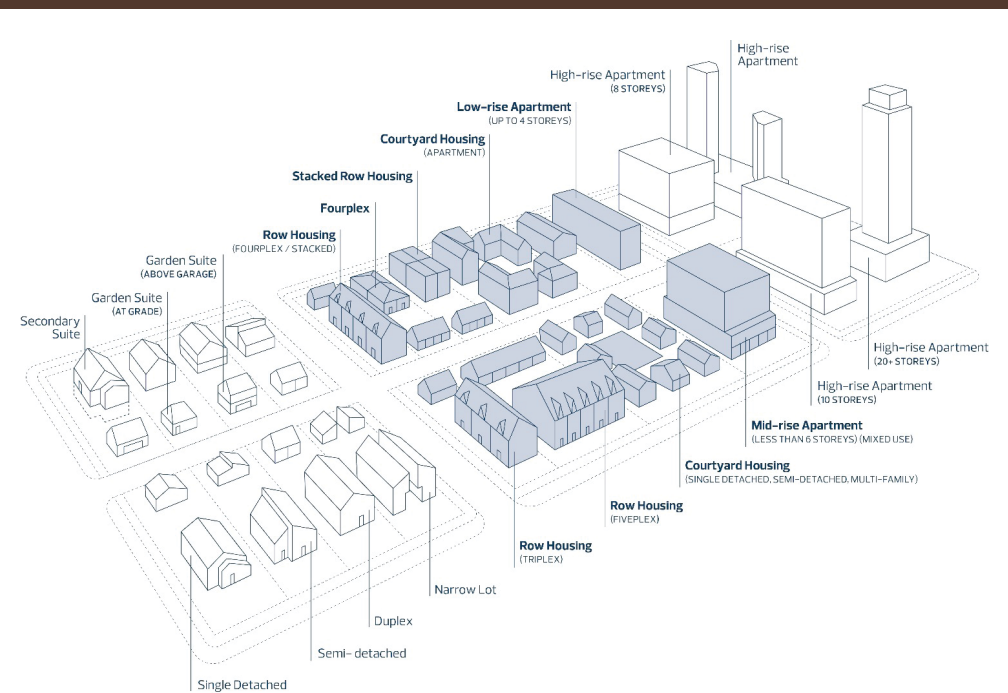 High-rise
Apartment
High-rise Apartment
(8 STOREYS)
Low-rise Apartment
(UP TO 4 STOREYS)
Courtyard Housing
(APARTMENT)
Stacked Row Housing
Fourplex
Row Housing
(FOURPLEX / STACKED)
Garden Suite
(ABOVE GARAGE)
Garden Suite
(AT GRADE)
Secondary
Suite
High-rise Apartment
(20+ STOREYS)
High-rise Apartment
(10 STOREYS)
Mid-rise Apartment
(LESS THAN 6 STOREYS) (MIXED USE)
Courtyard Housing
(SINGLE DETACHED, SEMI-DETACHED, MULTI-FAMILY)
Row Housing
(FIVEPLEX)
Row Housing
(TRIPLEX)
Narrow Lot
Duplex
Semi- detached
Single Detached